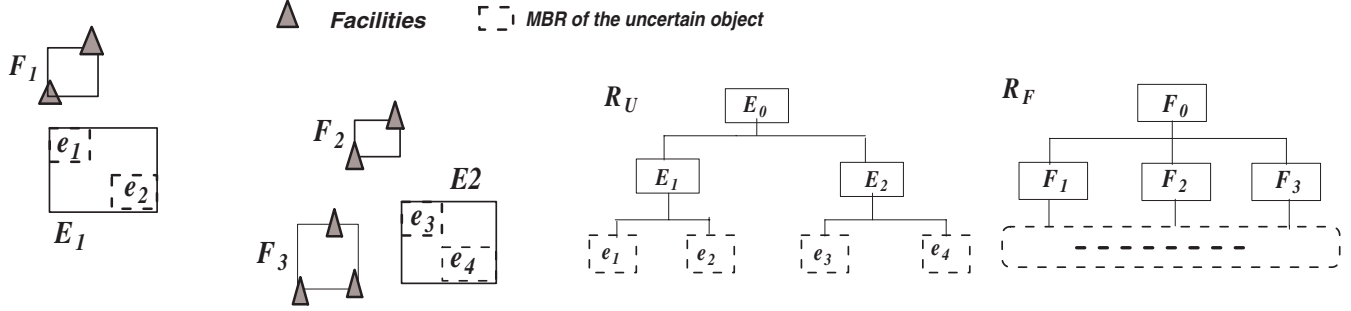 Facilities
MBR of the uncertain object
F1
e1
e2
E1
F2
E2
e3
e4
F3
RU
E0
E1
E2
e1
e2
e3
e4
RF
F0
F1
F2
F3